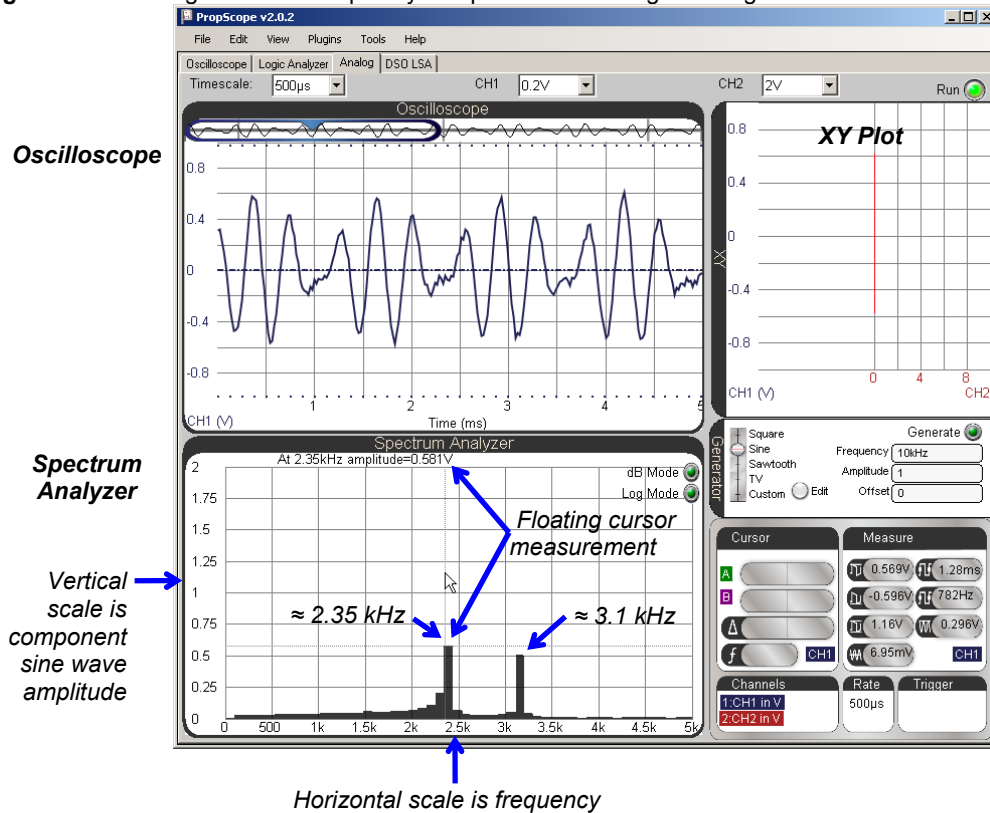 PropScope v2.0.2
File Edit View Plugins Tools Help
Oscilloscope Logic Analyzer Analog DSO LSA
Timescale: 500µs CH1 0.2V CH2 2V Run
Oscilloscope
Oscilloscope
0.8
0.4
0
-0.4
-0.8
1 2 3 4 5
CH1 (V) Time (ms)
XY Plot
XY
0.8
0.4
0
-0.4
-0.8
0 4 8
CH1 (V) CH2
Spectrum Analyzer
Spectrum
Analyzer
At 2.35kHz amplitude=0.581V
dB Mode
Log Mode
2
1.75
1.5
1.25
1
0.75
0.5
0.25
0
0 500 1k 1.5k 2k 2.5k 3k 3.5k 4k 4.5k 5k
Floating cursor
measurement
≈ 2.35 kHz
≈ 3.1 kHz
Vertical
scale is
component
sine wave
amplitude
Horizontal scale is frequency
Generator
Square
Sine
Sawtooth
TV
Custom Edit
Generate
Frequency 10kHz
Amplitude 1
Offset 0
Cursor
A
B
Δ
f CH1
Measure
0.569V 1.28ms
-0.596V 782Hz
1.16V 0.296V
6.95mV CH1
Channels
1:CH1 in V
2:CH2 in V
Rate
500µs
Trigger